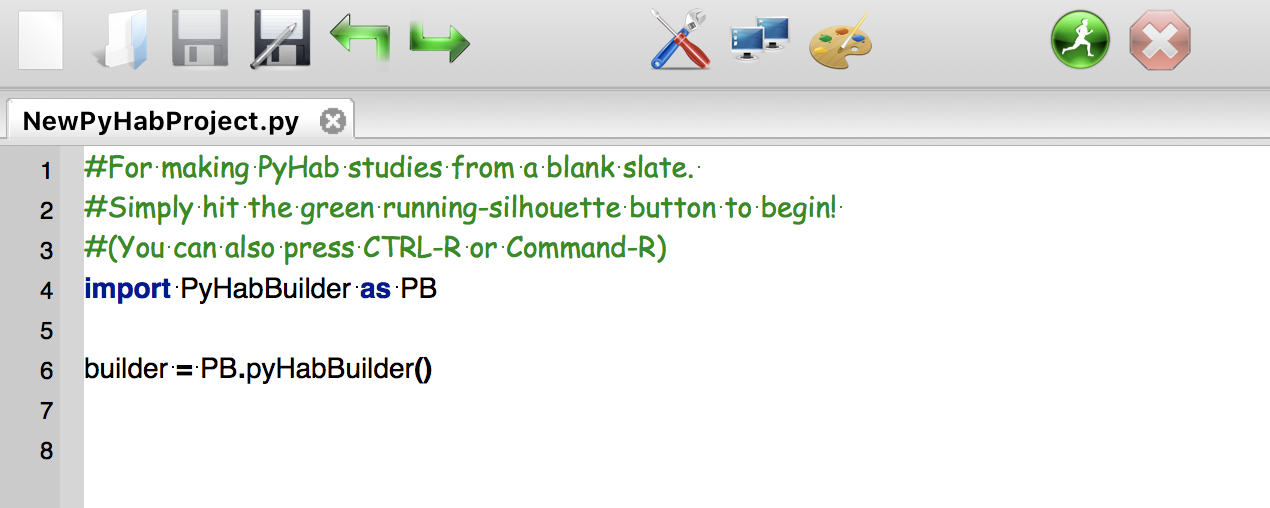 NewPyHabProject.py
1 #For making PyHab studies from a blank slate.
2 #Simply hit the green running-silhouette button to begin!
3 #(You can also press CTRL-R or Command-R)
4 import PyHabBuilder as PB
5
6 builder = PB.pyHabBuilder()
7
8